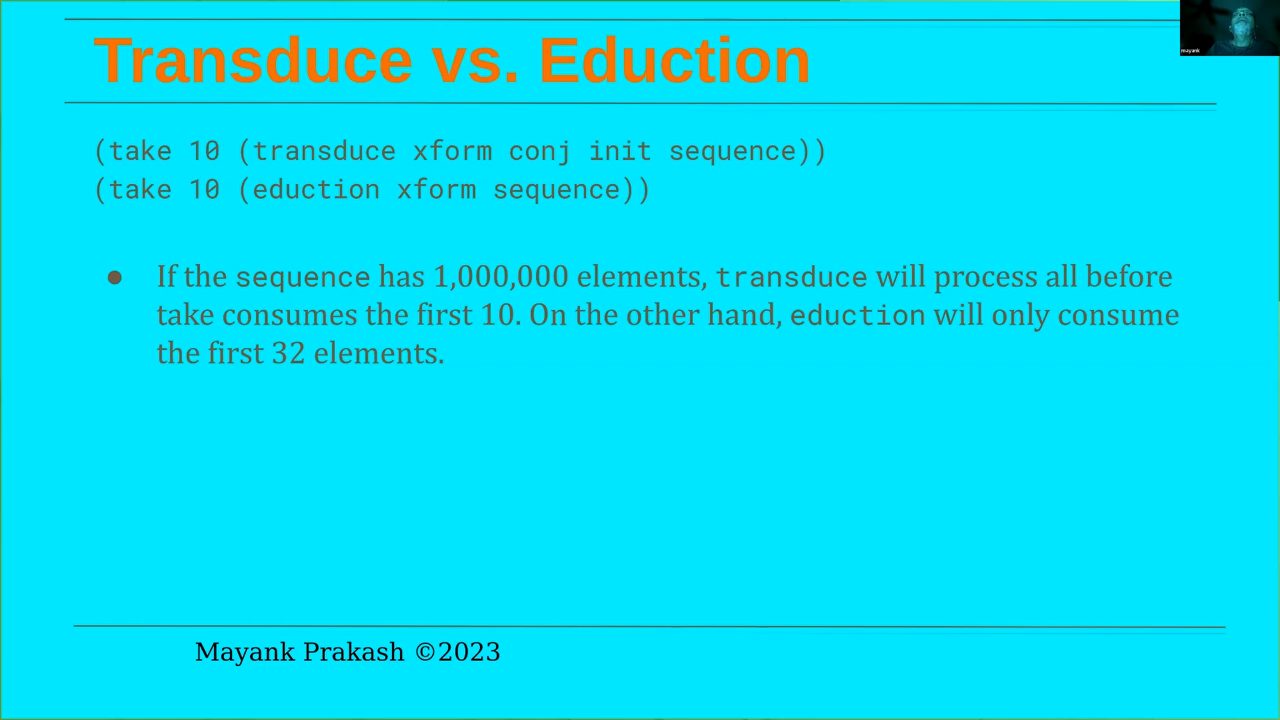 Transduce vs. Eduction
mayank
(take 10 (transduce xform conj init sequence))
(take 10 (eduction xform sequence))
● If the sequence has 1,000,000 elements, transduce will process all before
take consumes the first 10. On the other hand, eduction will only consume
the first 32 elements.
Mayank Prakash ©2023